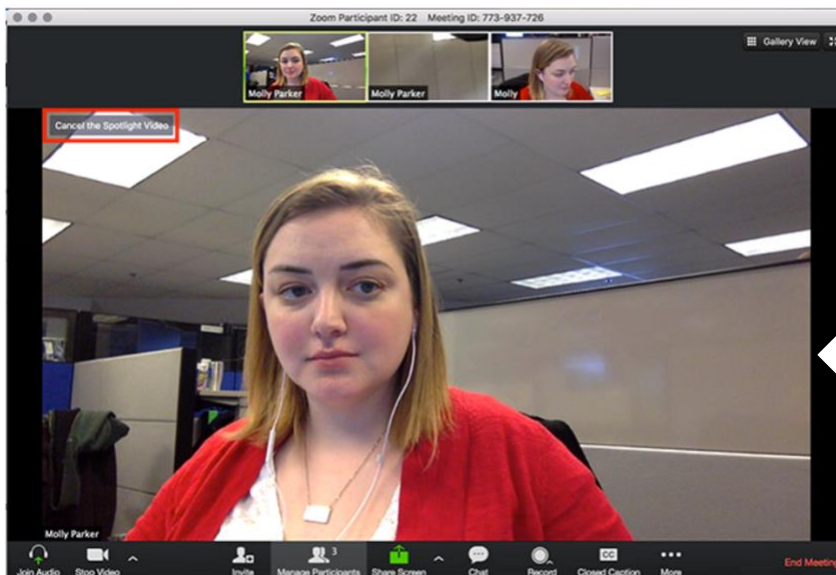 Zoom Participant ID: 22 Meeting ID: 773-937-726
Gallery View
Molly Parker
Molly Parker
Molly
Cancel the Spotlight Video
Molly Parker
3
CC
Join Audio
Stop Video
Invite
Manage Participants
Share Screen
Chat
Record
Closed Caption
More
End Meeting